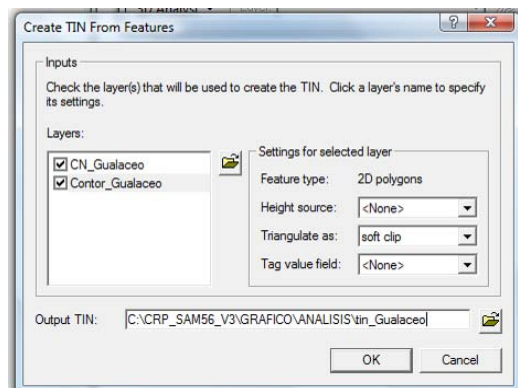 3D Analyst
Create TIN From Features
Inputs
Check the layer(s) that will be used to create the TIN. Click a layer's name to specify
its settings.
Layers:
CN_Gualaceo
Contor_Gualaceo
Settings for selected layer
Feature type: 2D polygons
Height source: <None>
Triangulate as: soft clip
Tag value field: <None>
Output TIN: C:\CRP_SAM56_V3\GRAFICO\ANALISIS\tin_Gualaceo
OK Cancel